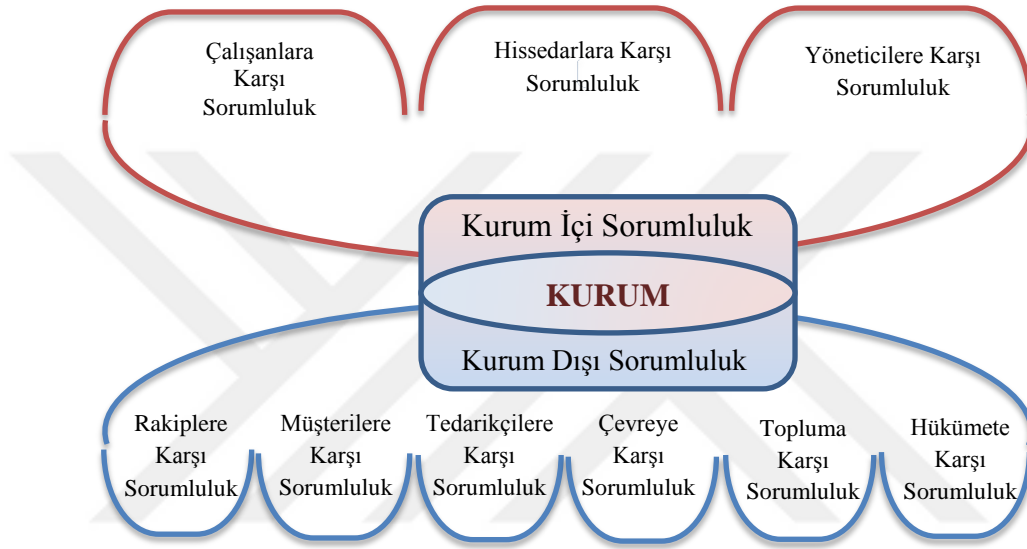 Çalışanlara
Karşı
Sorumluluk
Hissedarlara Karşı
Sorumluluk
Yöneticilere Karşı
Sorumluluk
Kurum İçi Sorumluluk
KURUM
Kurum Dışı Sorumluluk
Rakiplere
Karşı
Sorumluluk
Müşterilere
Karşı
Sorumluluk
Tedarikçilere
Karşı
Sorumluluk
Çevreye
Karşı
Sorumluluk
Topluma
Karşı
Sorumluluk
Hükümete
Karşı
Sorumluluk